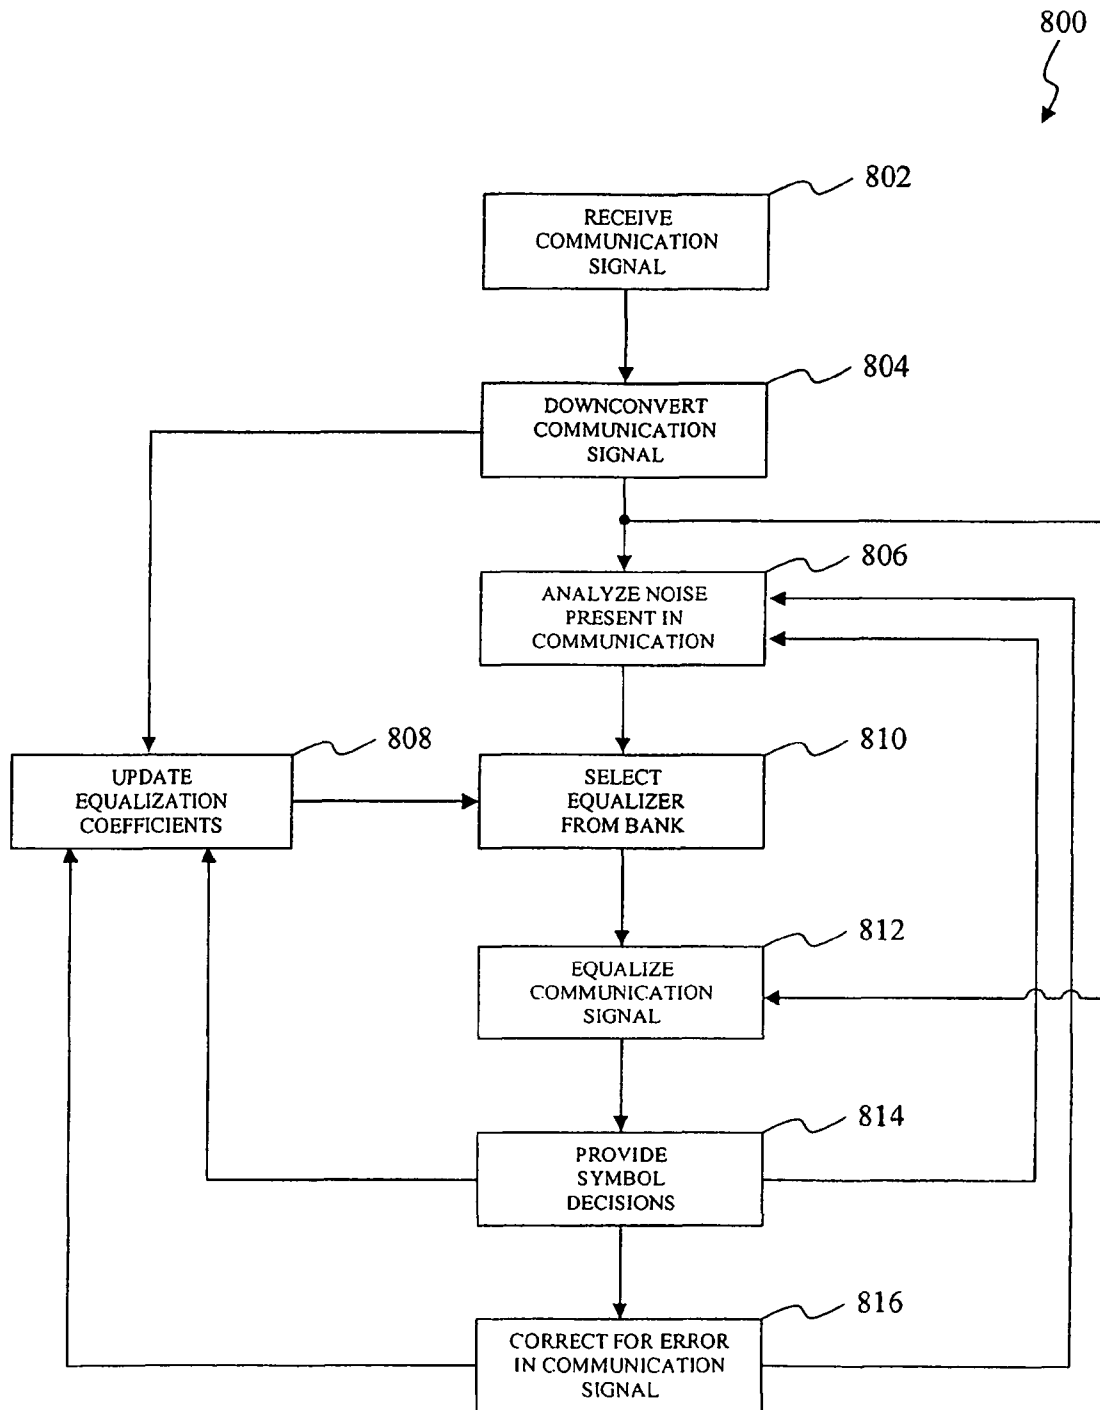 800
802
RECEIVE
COMMUNICATION
SIGNAL
804
DOWNCONVERT
COMMUNICATION
SIGNAL
806
ANALYZE NOISE
PRESENT IN
COMMUNICATION
808
UPDATE
EQUALIZATION
COEFFICIENTS
810
SELECT
EQUALIZER
FROM BANK
812
EQUALIZE
COMMUNICATION
SIGNAL
814
PROVIDE
SYMBOL
DECISIONS
816
CORRECT FOR ERROR
IN COMMUNICATION
SIGNAL